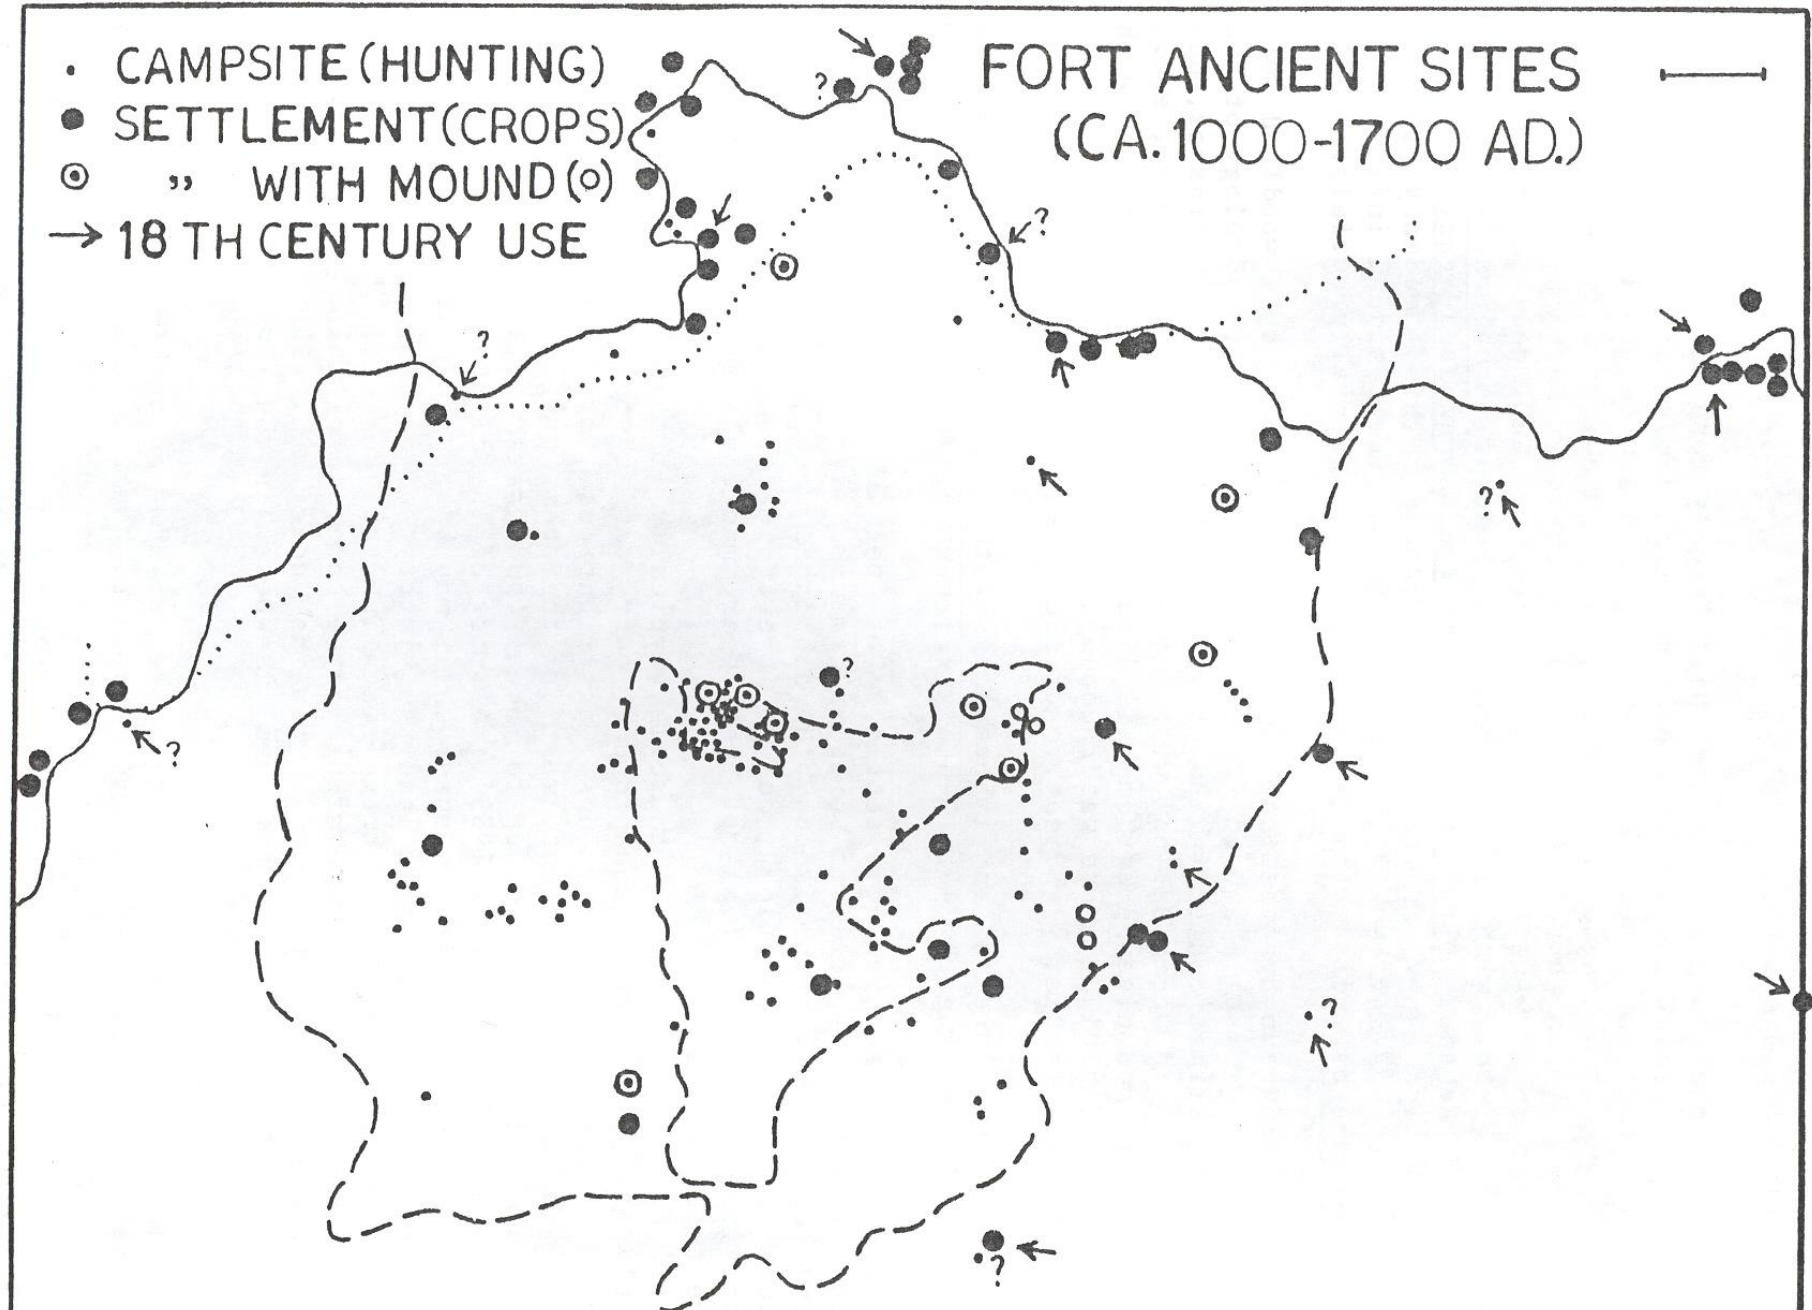 . CAMPSITE (HUNTING)
● SETTLEMENT (CROPS)
◉ " WITH MOUND (○)
→ 18 TH CENTURY USE
FORT ANCIENT SITES
(CA. 1000-1700 AD.)
?
?
?
?
?
?
?
?